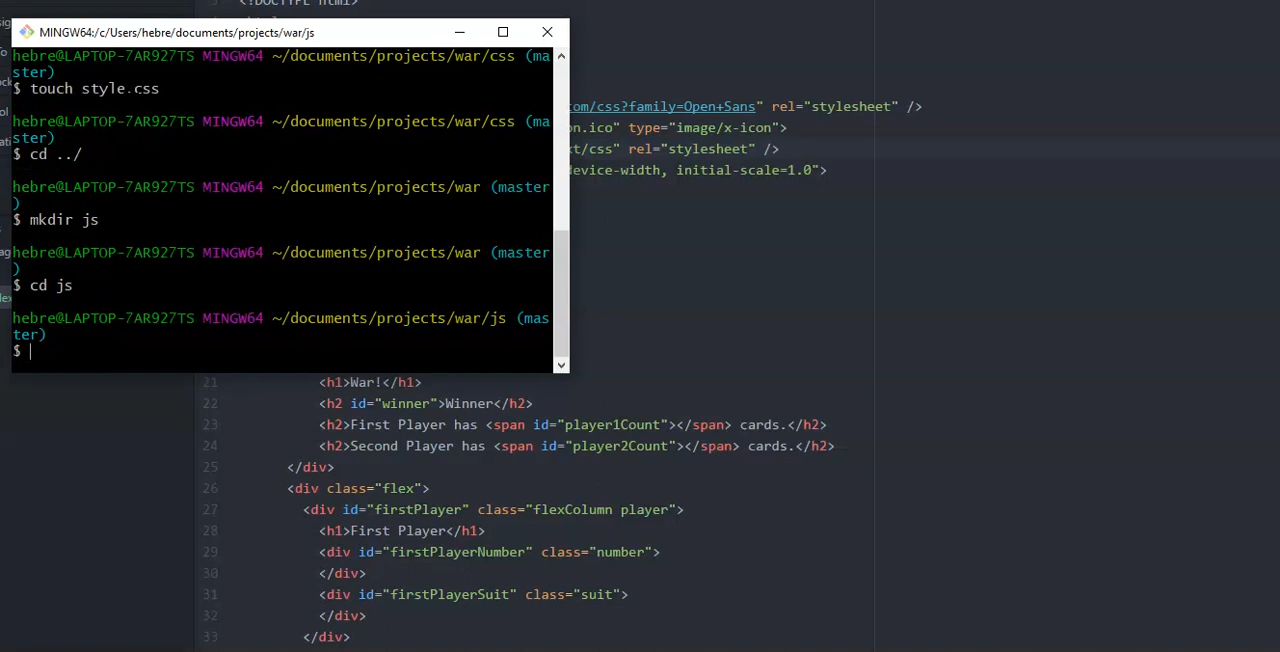 <!DOCTYPE html>
MINGW64:/c/Users/hebre/documents/projects/war/js
hebre@LAPTOP-7AR927TS MINGW64 ~/documents/projects/war/css (ma
ster)
$ touch style.css
hebre@LAPTOP-7AR927TS MINGW64 ~/documents/projects/war/css (ma
ster)
$ cd ../
hebre@LAPTOP-7AR927TS MINGW64 ~/documents/projects/war (master
)
$ mkdir js
hebre@LAPTOP-7AR927TS MINGW64 ~/documents/projects/war (master
)
$ cd js
hebre@LAPTOP-7AR927TS MINGW64 ~/documents/projects/war/js (mas
ter)
$
om/css?family=Open+Sans" rel="stylesheet" />
on.ico" type="image/x-icon">
xt/css" rel="stylesheet" />
device-width, initial-scale=1.0">
21 <h1>War!</h1>
22 <h2 id="winner">Winner</h2>
23 <h2>First Player has <span id="player1Count"></span> cards.</h2>
24 <h2>Second Player has <span id="player2Count"></span> cards.</h2>
25 </div>
26 <div class="flex">
27 <div id="firstPlayer" class="flexColumn player">
28 <h1>First Player</h1>
29 <div id="firstPlayerNumber" class="number">
30 </div>
31 <div id="firstPlayerSuit" class="suit">
32 </div>
33 </div>